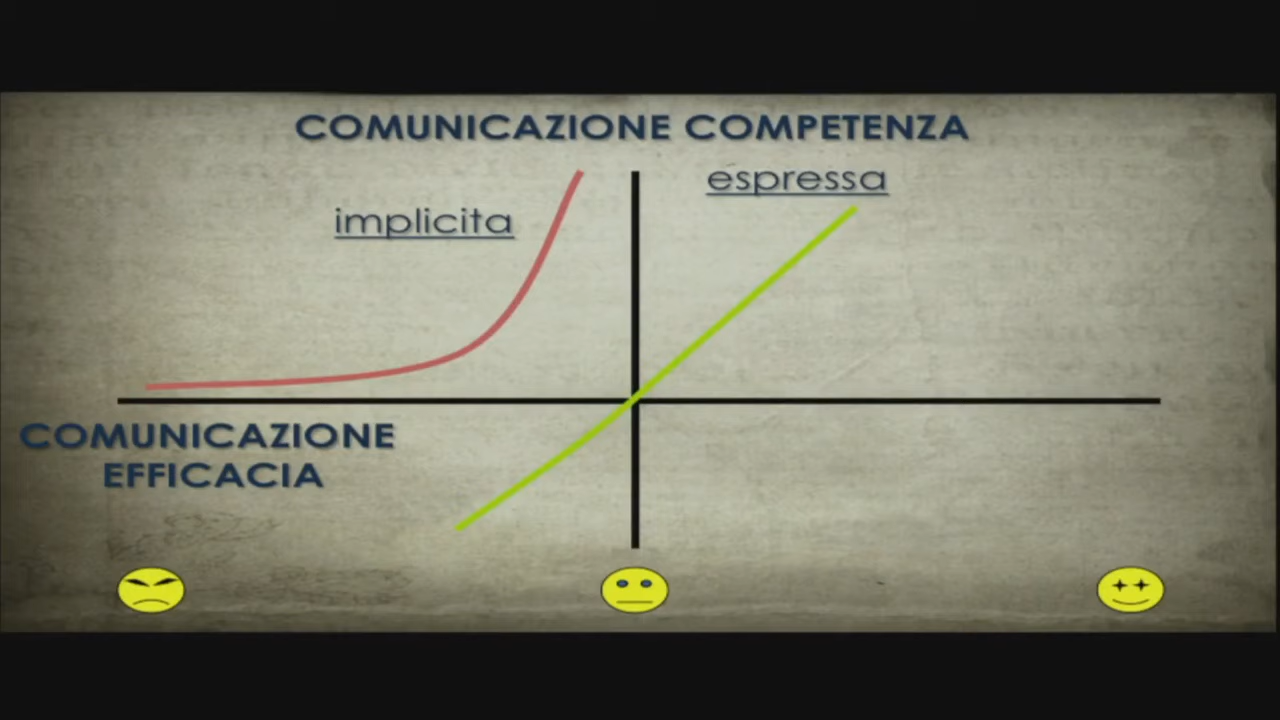 COMUNICAZIONE COMPETENZA
espressa
implicita
COMUNICAZIONE
EFFICACIA